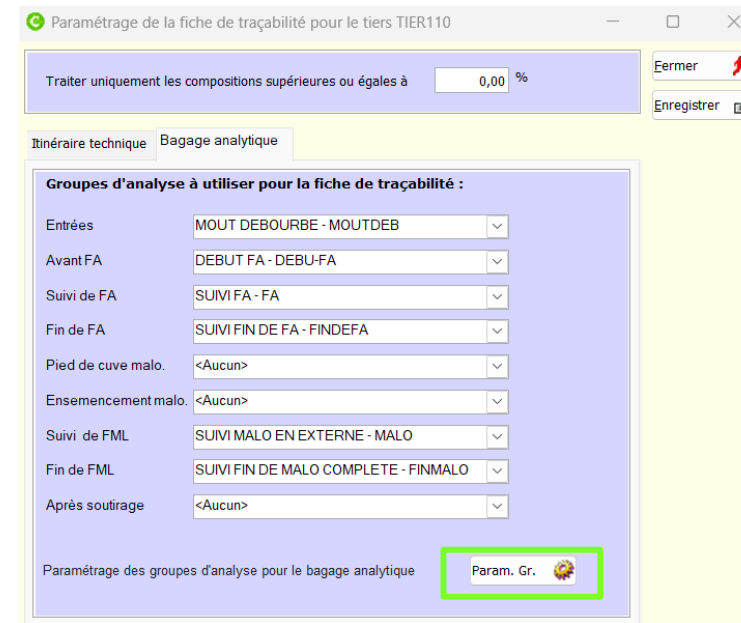 Paramétrage de la fiche de traçabilité pour le tiers TIER110
Traiter uniquement les compositions supérieures ou égales à 0,00 %
Fermer
Enregistrer
Itinéraire technique Bagage analytique
Groupes d'analyse à utiliser pour la fiche de traçabilité :
Entrées MOUT DEBOURBE - MOUTDEB
Avant FA DEBUT FA - DEBU-FA
Suivi de FA SUIVI FA - FA
Fin de FA SUIVI FIN DE FA - FINDEFA
Pied de cuve malo. <Aucun>
Ensemencement malo. <Aucun>
Suivi de FML SUIVI MALO EN EXTERNE - MALO
Fin de FML SUIVI FIN DE MALO COMPLETE - FINMALO
Après soutirage <Aucun>
Paramétrage des groupes d'analyse pour le bagage analytique Param. Gr.